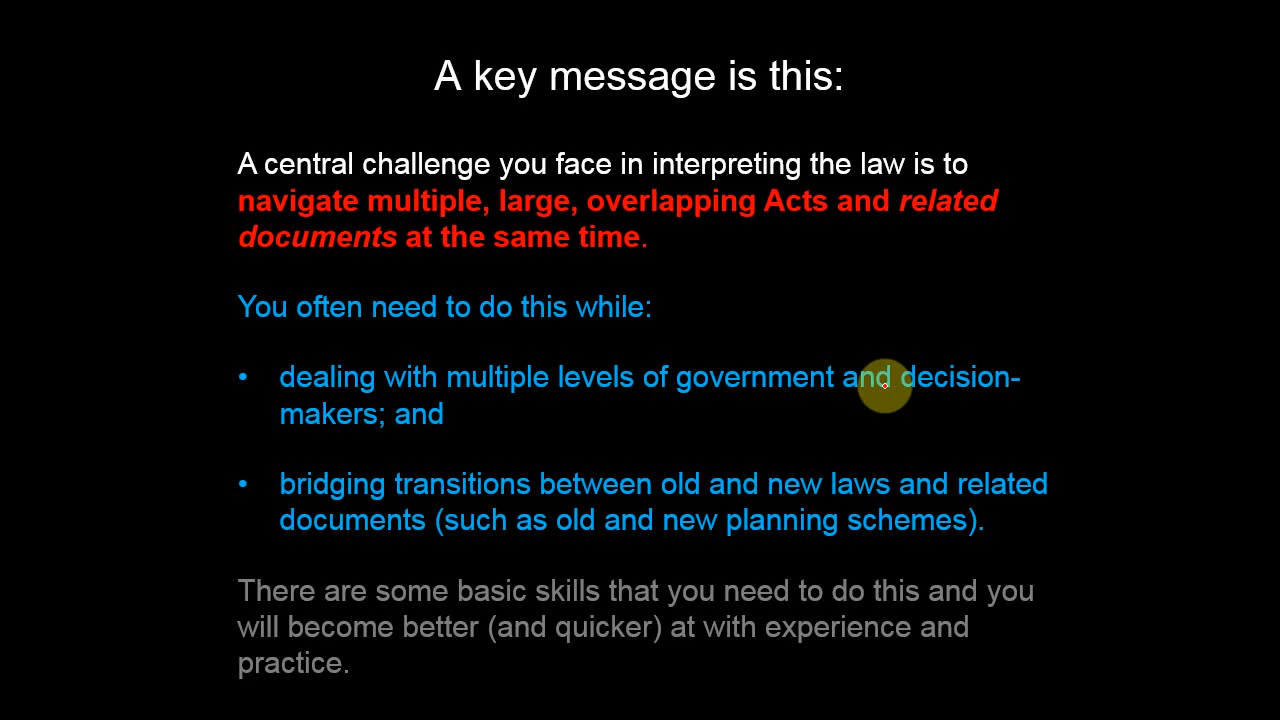 A key message is this:
A central challenge you face in interpreting the law is to
navigate multiple, large, overlapping Acts and related
documents at the same time.
You often need to do this while:
• dealing with multiple levels of government and decision-
makers; and
• bridging transitions between old and new laws and related
documents (such as old and new planning schemes).
There are some basic skills that you need to do this and you
will become better (and quicker) at with experience and
practice.